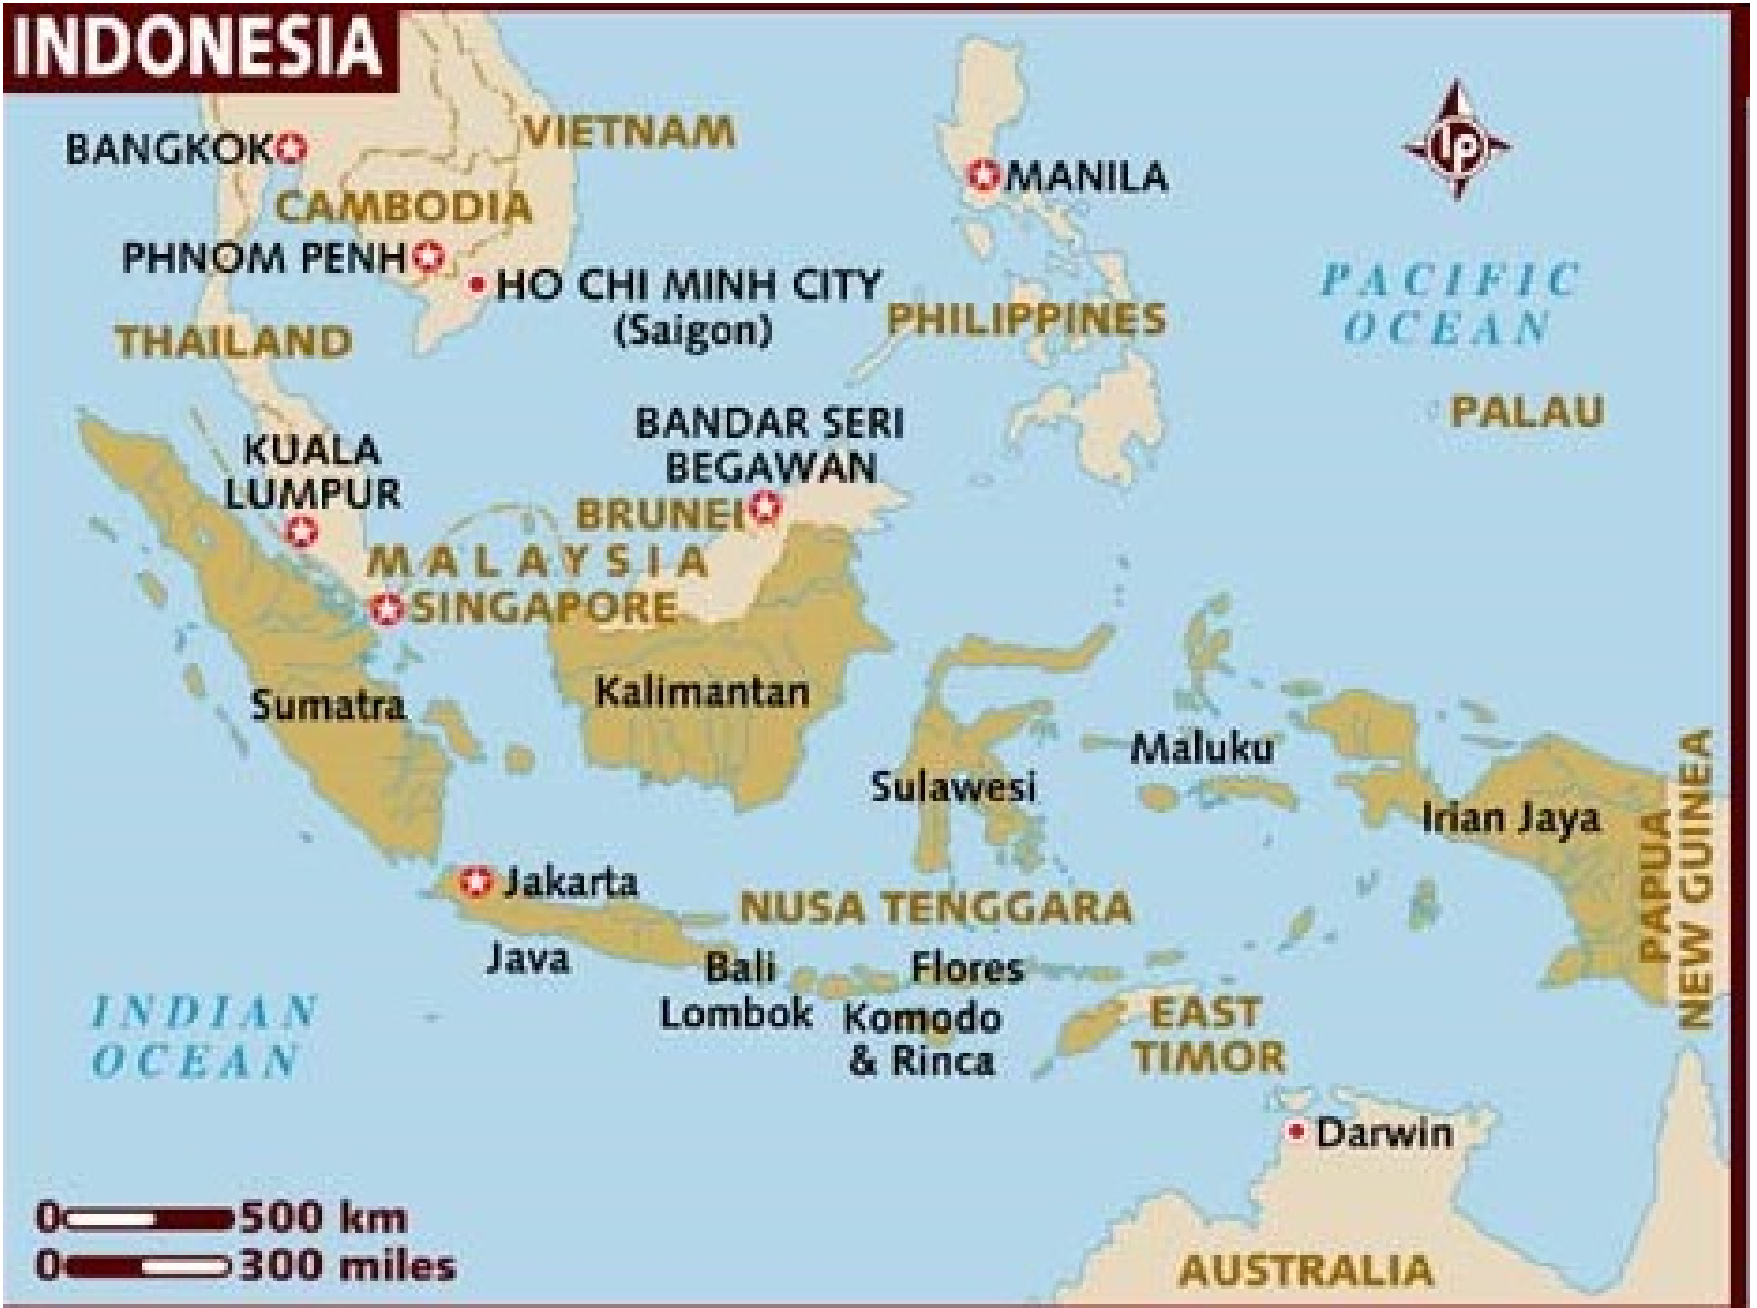 INDONESIA
BANGKOK
VIETNAM
MANILA
lp
CAMBODIA
PHNOM PENH
HO CHI MINH CITY
(Saigon)
PACIFIC
OCEAN
THAILAND
PHILIPPINES
PALAU
KUALA
LUMPUR
BANDAR SERI
BEGAWAN
BRUNEI
MALAYSIA
SINGAPORE
Sumatra
Kalimantan
Sulawesi
Maluku
Irian Jaya
PAPUA
NEW GUINEA
Jakarta
NUSA TENGGARA
Java
Bali
Flores
Lombok
Komodo
& Rinca
EAST
TIMOR
INDIAN
OCEAN
Darwin
0 500 km
0 300 miles
AUSTRALIA